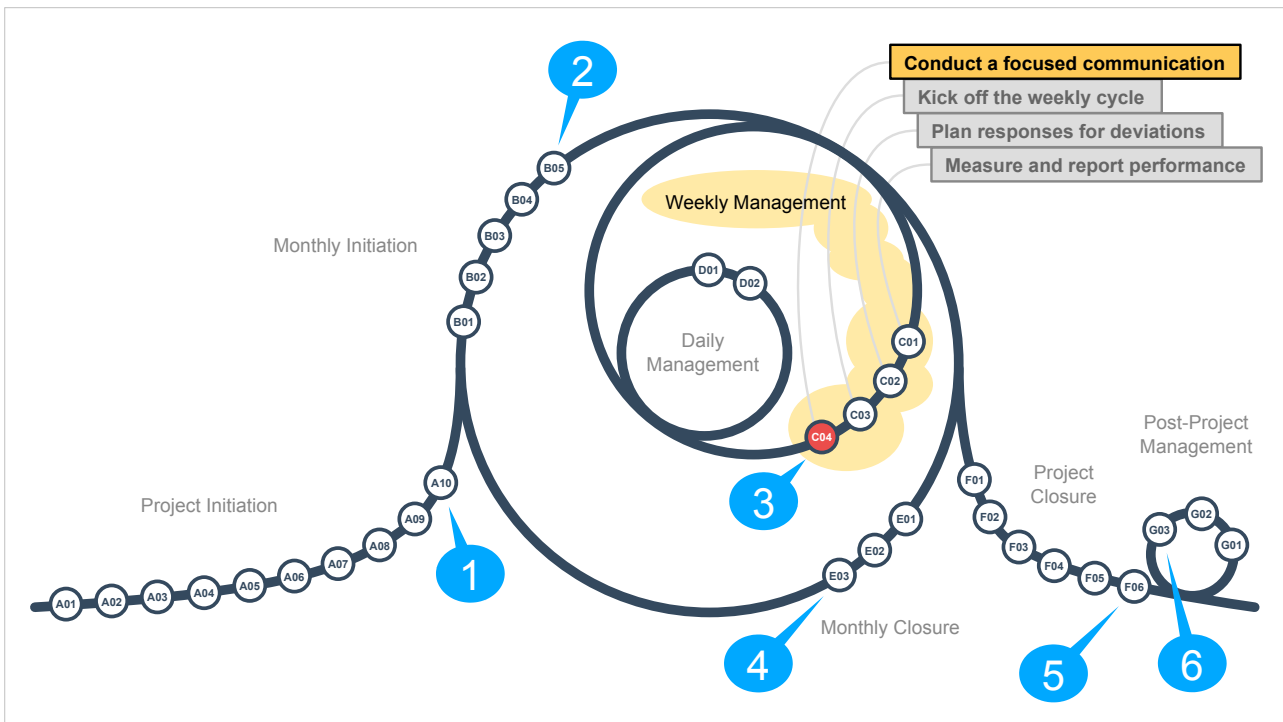 2
Conduct a focused communication
Kick off the weekly cycle
Plan responses for deviations
Measure and report performance
Weekly Management
Monthly Initiation
B05
B04
B03
B02
B01
D01
D02
Daily
Management
C01
C02
C03
C04
3
Post-Project
Management
Project Initiation
A10
A09
A08
A07
A06
A05
A04
A03
A02
A01
1
E01
E02
E03
Monthly Closure
4
Project
Closure
F01
F02
F03
F04
F05
F06
G03
G02
G01
5
6